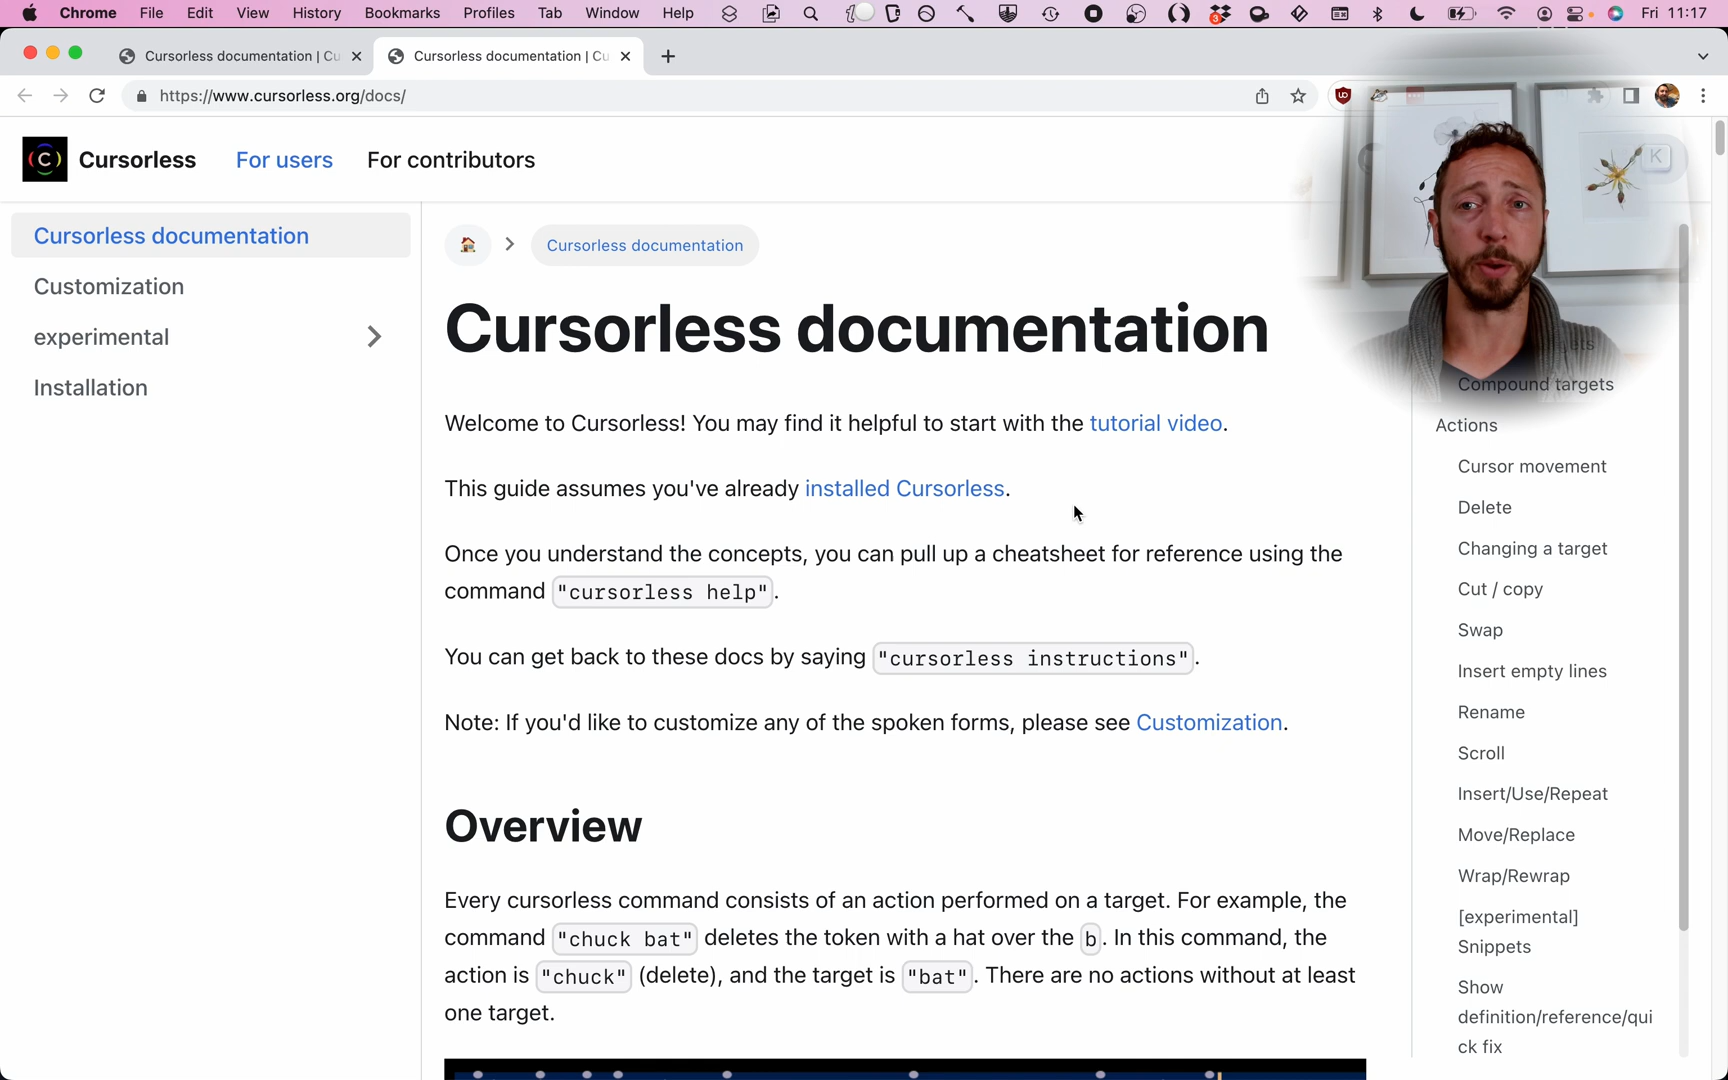 Chrome File Edit View History Bookmarks Profiles Tab Window Help 3 Fri 11:17
Cursorless documentation | Cu
Cursorless documentation | Cu
https://www.cursorless.org/docs/
C
Cursorless For users For contributors
K
Cursorless documentation
Customization
experimental
Installation
Cursorless documentation
Cursorless documentation
Welcome to Cursorless! You may find it helpful to start with the tutorial video.
This guide assumes you've already installed Cursorless.
Once you understand the concepts, you can pull up a cheatsheet for reference using the
command "cursorless help".
You can get back to these docs by saying "cursorless instructions".
Note: If you'd like to customize any of the spoken forms, please see Customization.
Overview
Every cursorless command consists of an action performed on a target. For example, the
command "chuck bat" deletes the token with a hat over the b. In this command, the
action is "chuck" (delete), and the target is "bat". There are no actions without at least
one target.
Compound targets
Actions
Cursor movement
Delete
Changing a target
Cut / copy
Swap
Insert empty lines
Rename
Scroll
Insert/Use/Repeat
Move/Replace
Wrap/Rewrap
[experimental]
Snippets
Show
definition/reference/qui
ck fix